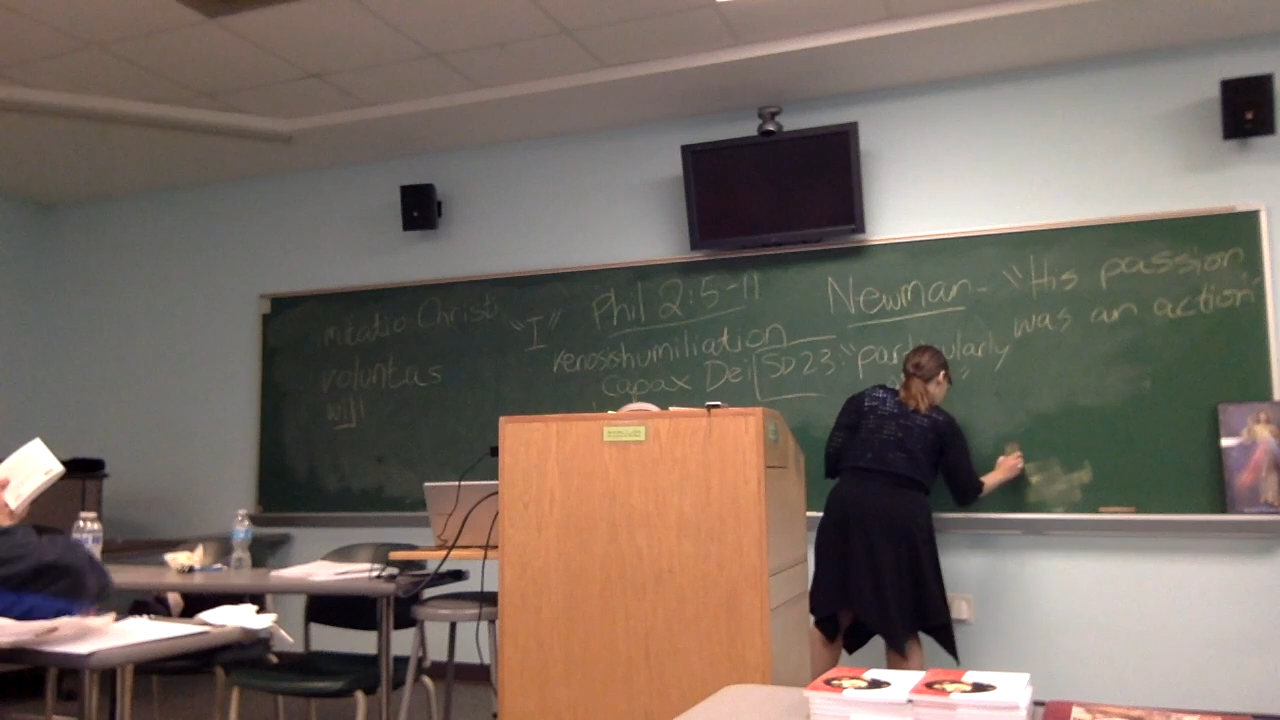 imitatio Christi
voluntas
will
"I"
Phil 2:5-11
kenosis humiliation
capax Dei
SD 23: "particularly
Newman - "His passion
was an action"